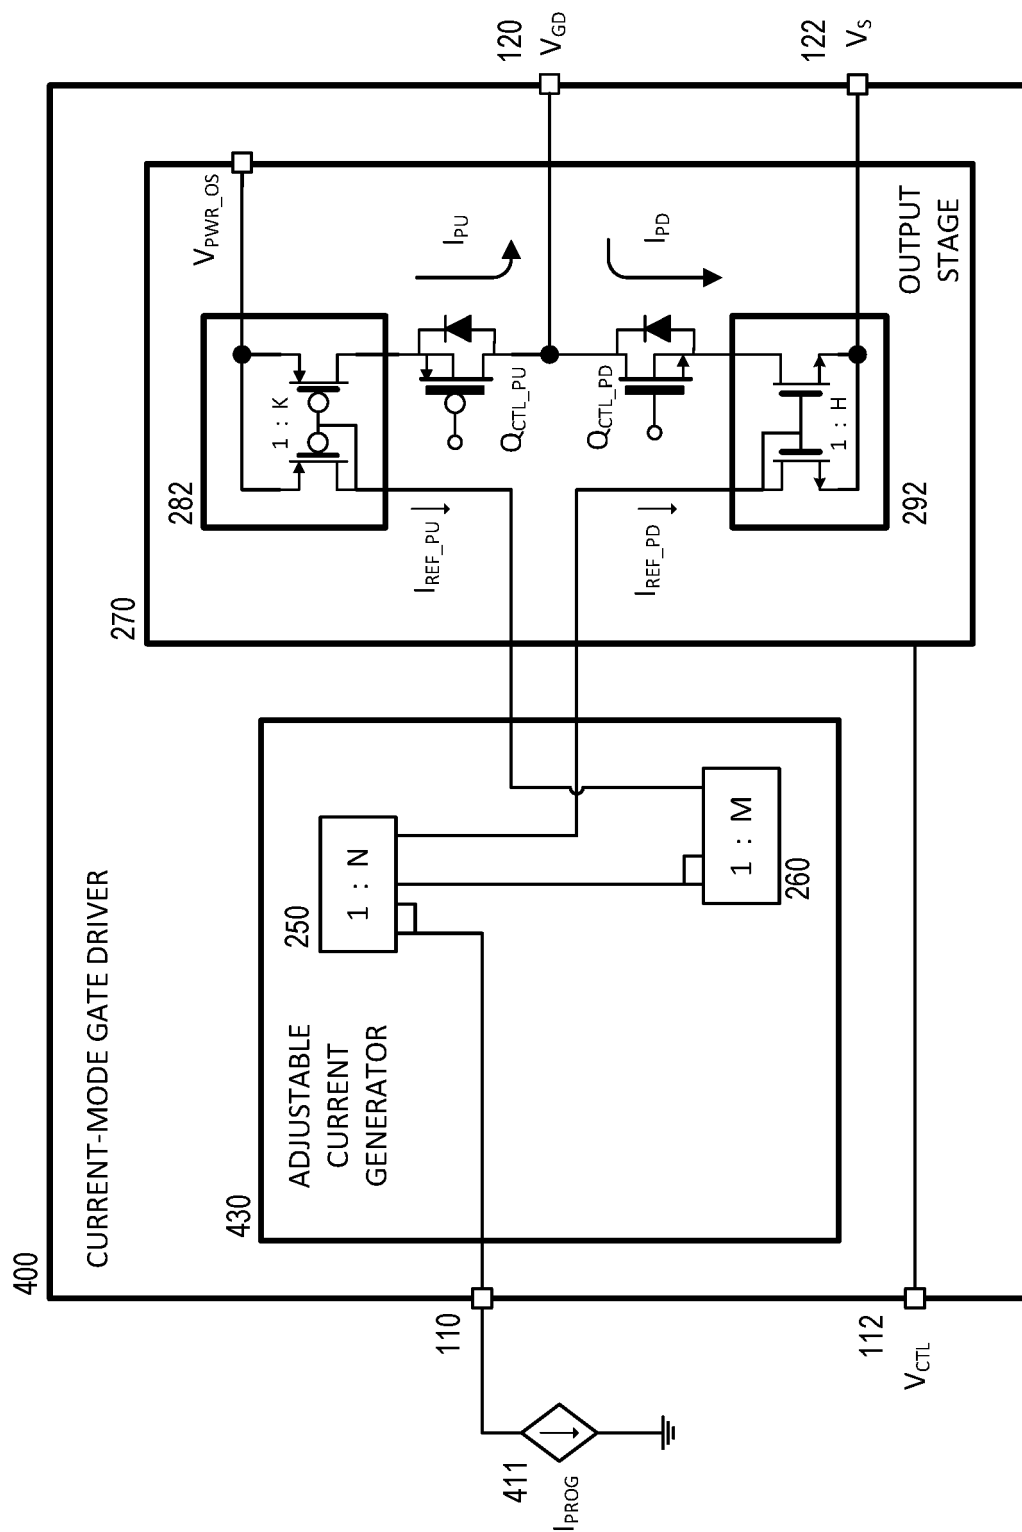 400
CURRENT-MODE GATE DRIVER
430
ADJUSTABLE
CURRENT
GENERATOR
250
1 : N
1 : M
260
270
V_PWR_OS
282
1 : K
I_REF_PU
Q_CTL_PU
I_PU
I_REF_PD
Q_CTL_PD
I_PD
1 : H
292
OUTPUT
STAGE
110
411
I_PROG
112
V_CTL
120
V_GD
122
V_S